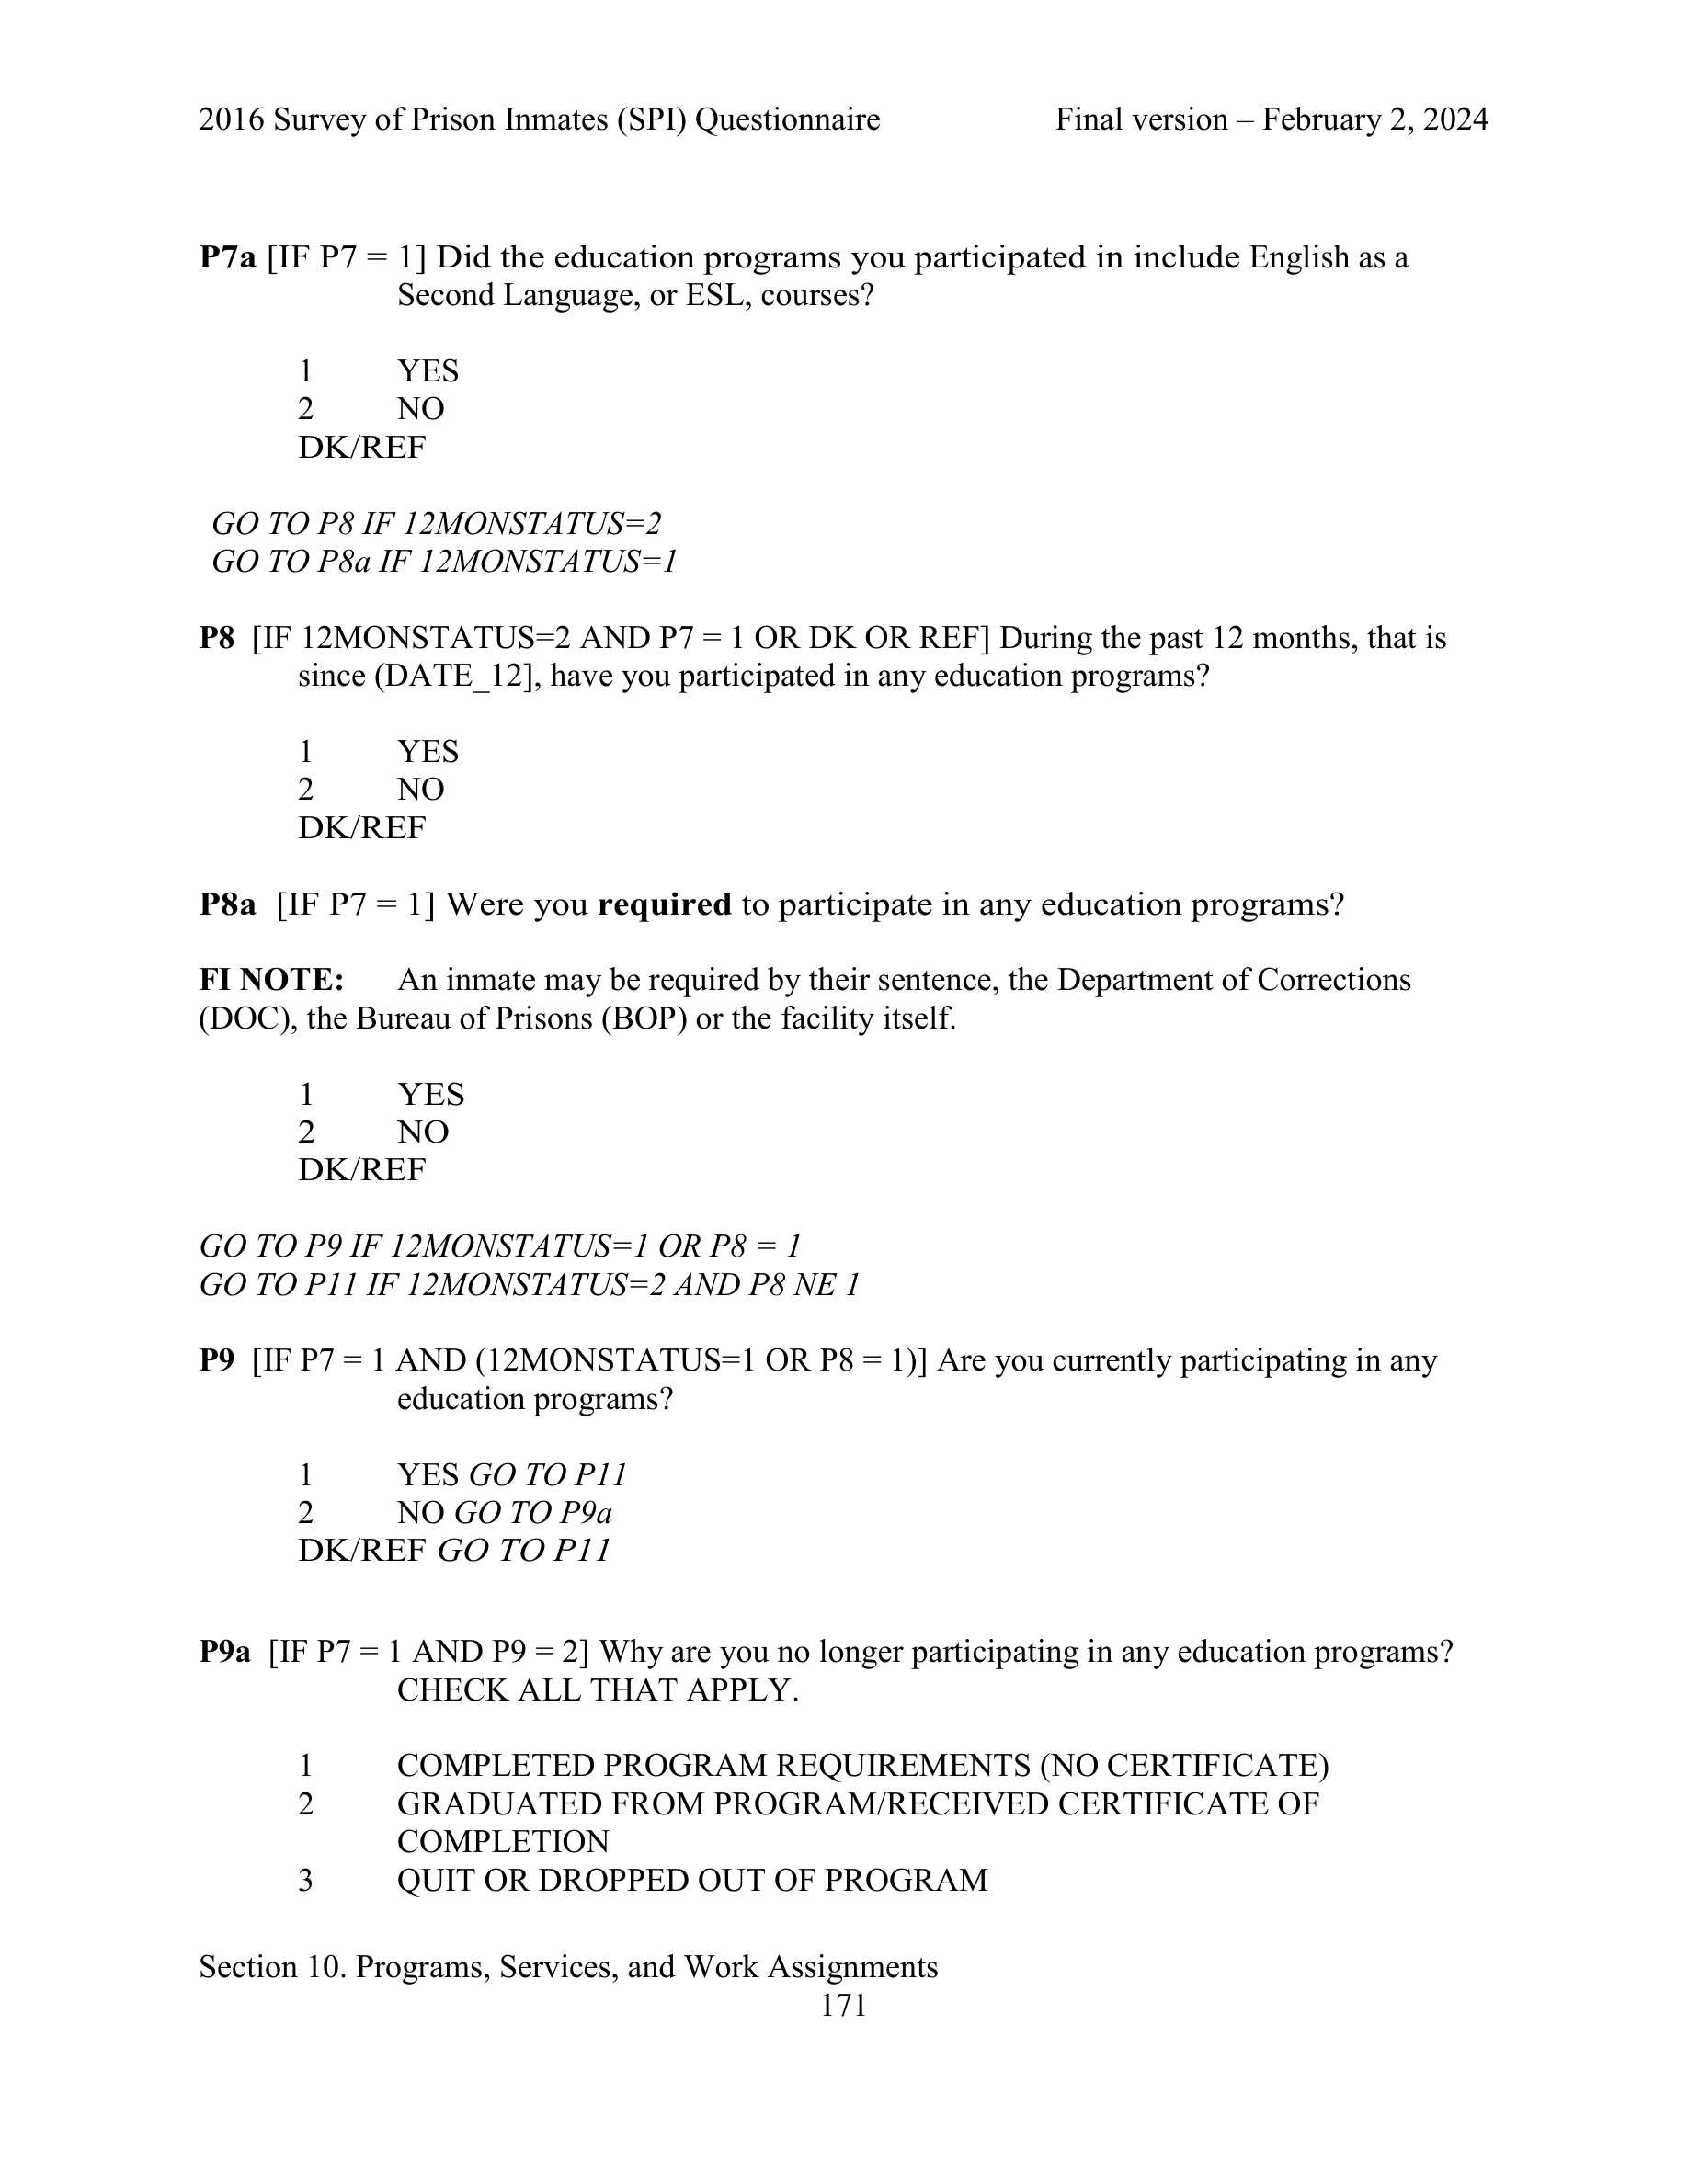 2016 Survey of Prison Inmates (SPI) Questionnaire Final version – February 2, 2024
P7a [IF P7 = 1] Did the education programs you participated in include English as a
Second Language, or ESL, courses?
1 YES
2 NO
DK/REF
GO TO P8 IF 12MONSTATUS=2
GO TO P8a IF 12MONSTATUS=1
P8 [IF 12MONSTATUS=2 AND P7 = 1 OR DK OR REF] During the past 12 months, that is
since (DATE_12], have you participated in any education programs?
1 YES
2 NO
DK/REF
P8a [IF P7 = 1] Were you required to participate in any education programs?
FI NOTE: An inmate may be required by their sentence, the Department of Corrections
(DOC), the Bureau of Prisons (BOP) or the facility itself.
1 YES
2 NO
DK/REF
GO TO P9 IF 12MONSTATUS=1 OR P8 = 1
GO TO P11 IF 12MONSTATUS=2 AND P8 NE 1
P9 [IF P7 = 1 AND (12MONSTATUS=1 OR P8 = 1)] Are you currently participating in any
education programs?
1 YES GO TO P11
2 NO GO TO P9a
DK/REF GO TO P11
P9a [IF P7 = 1 AND P9 = 2] Why are you no longer participating in any education programs?
CHECK ALL THAT APPLY.
1 COMPLETED PROGRAM REQUIREMENTS (NO CERTIFICATE)
2 GRADUATED FROM PROGRAM/RECEIVED CERTIFICATE OF
COMPLETION
3 QUIT OR DROPPED OUT OF PROGRAM
Section 10. Programs, Services, and Work Assignments
171